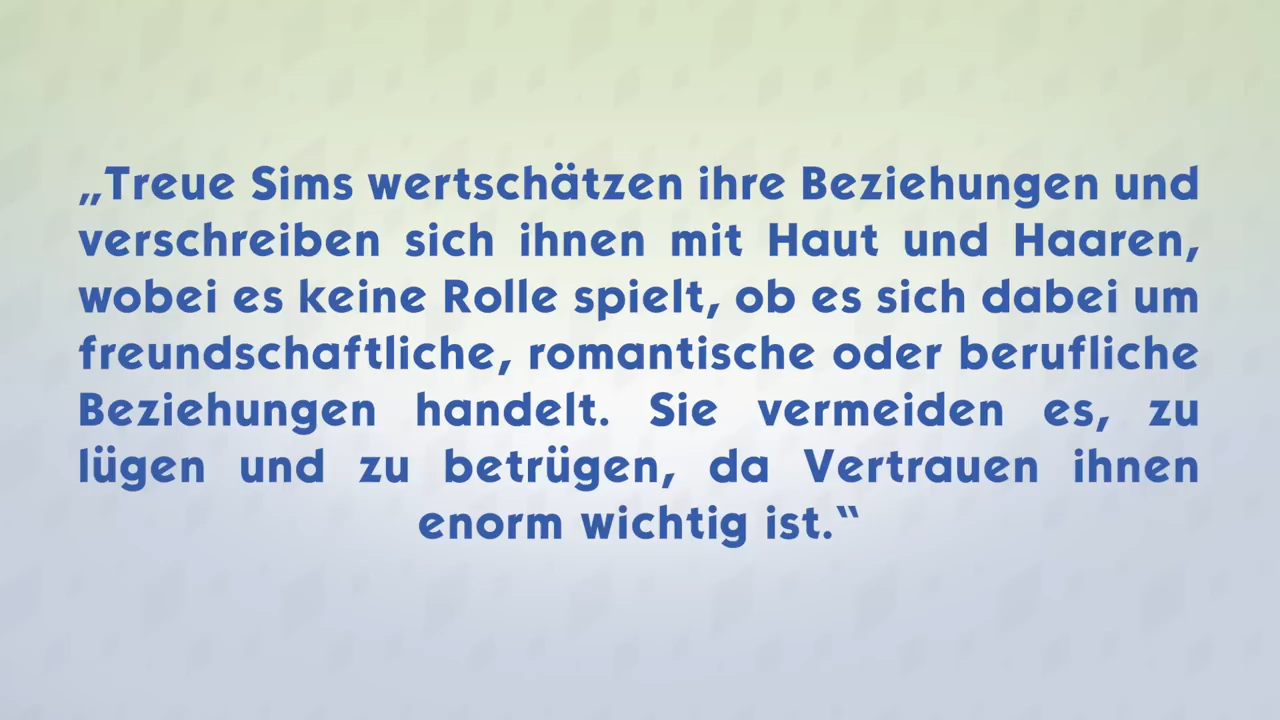 „Treue Sims wertschätzen ihre Beziehungen und
verschreiben sich ihnen mit Haut und Haaren,
wobei es keine Rolle spielt, ob es sich dabei um
freundschaftliche, romantische oder berufliche
Beziehungen handelt. Sie vermeiden es, zu
lügen und zu betrügen, da Vertrauen ihnen
enorm wichtig ist.“